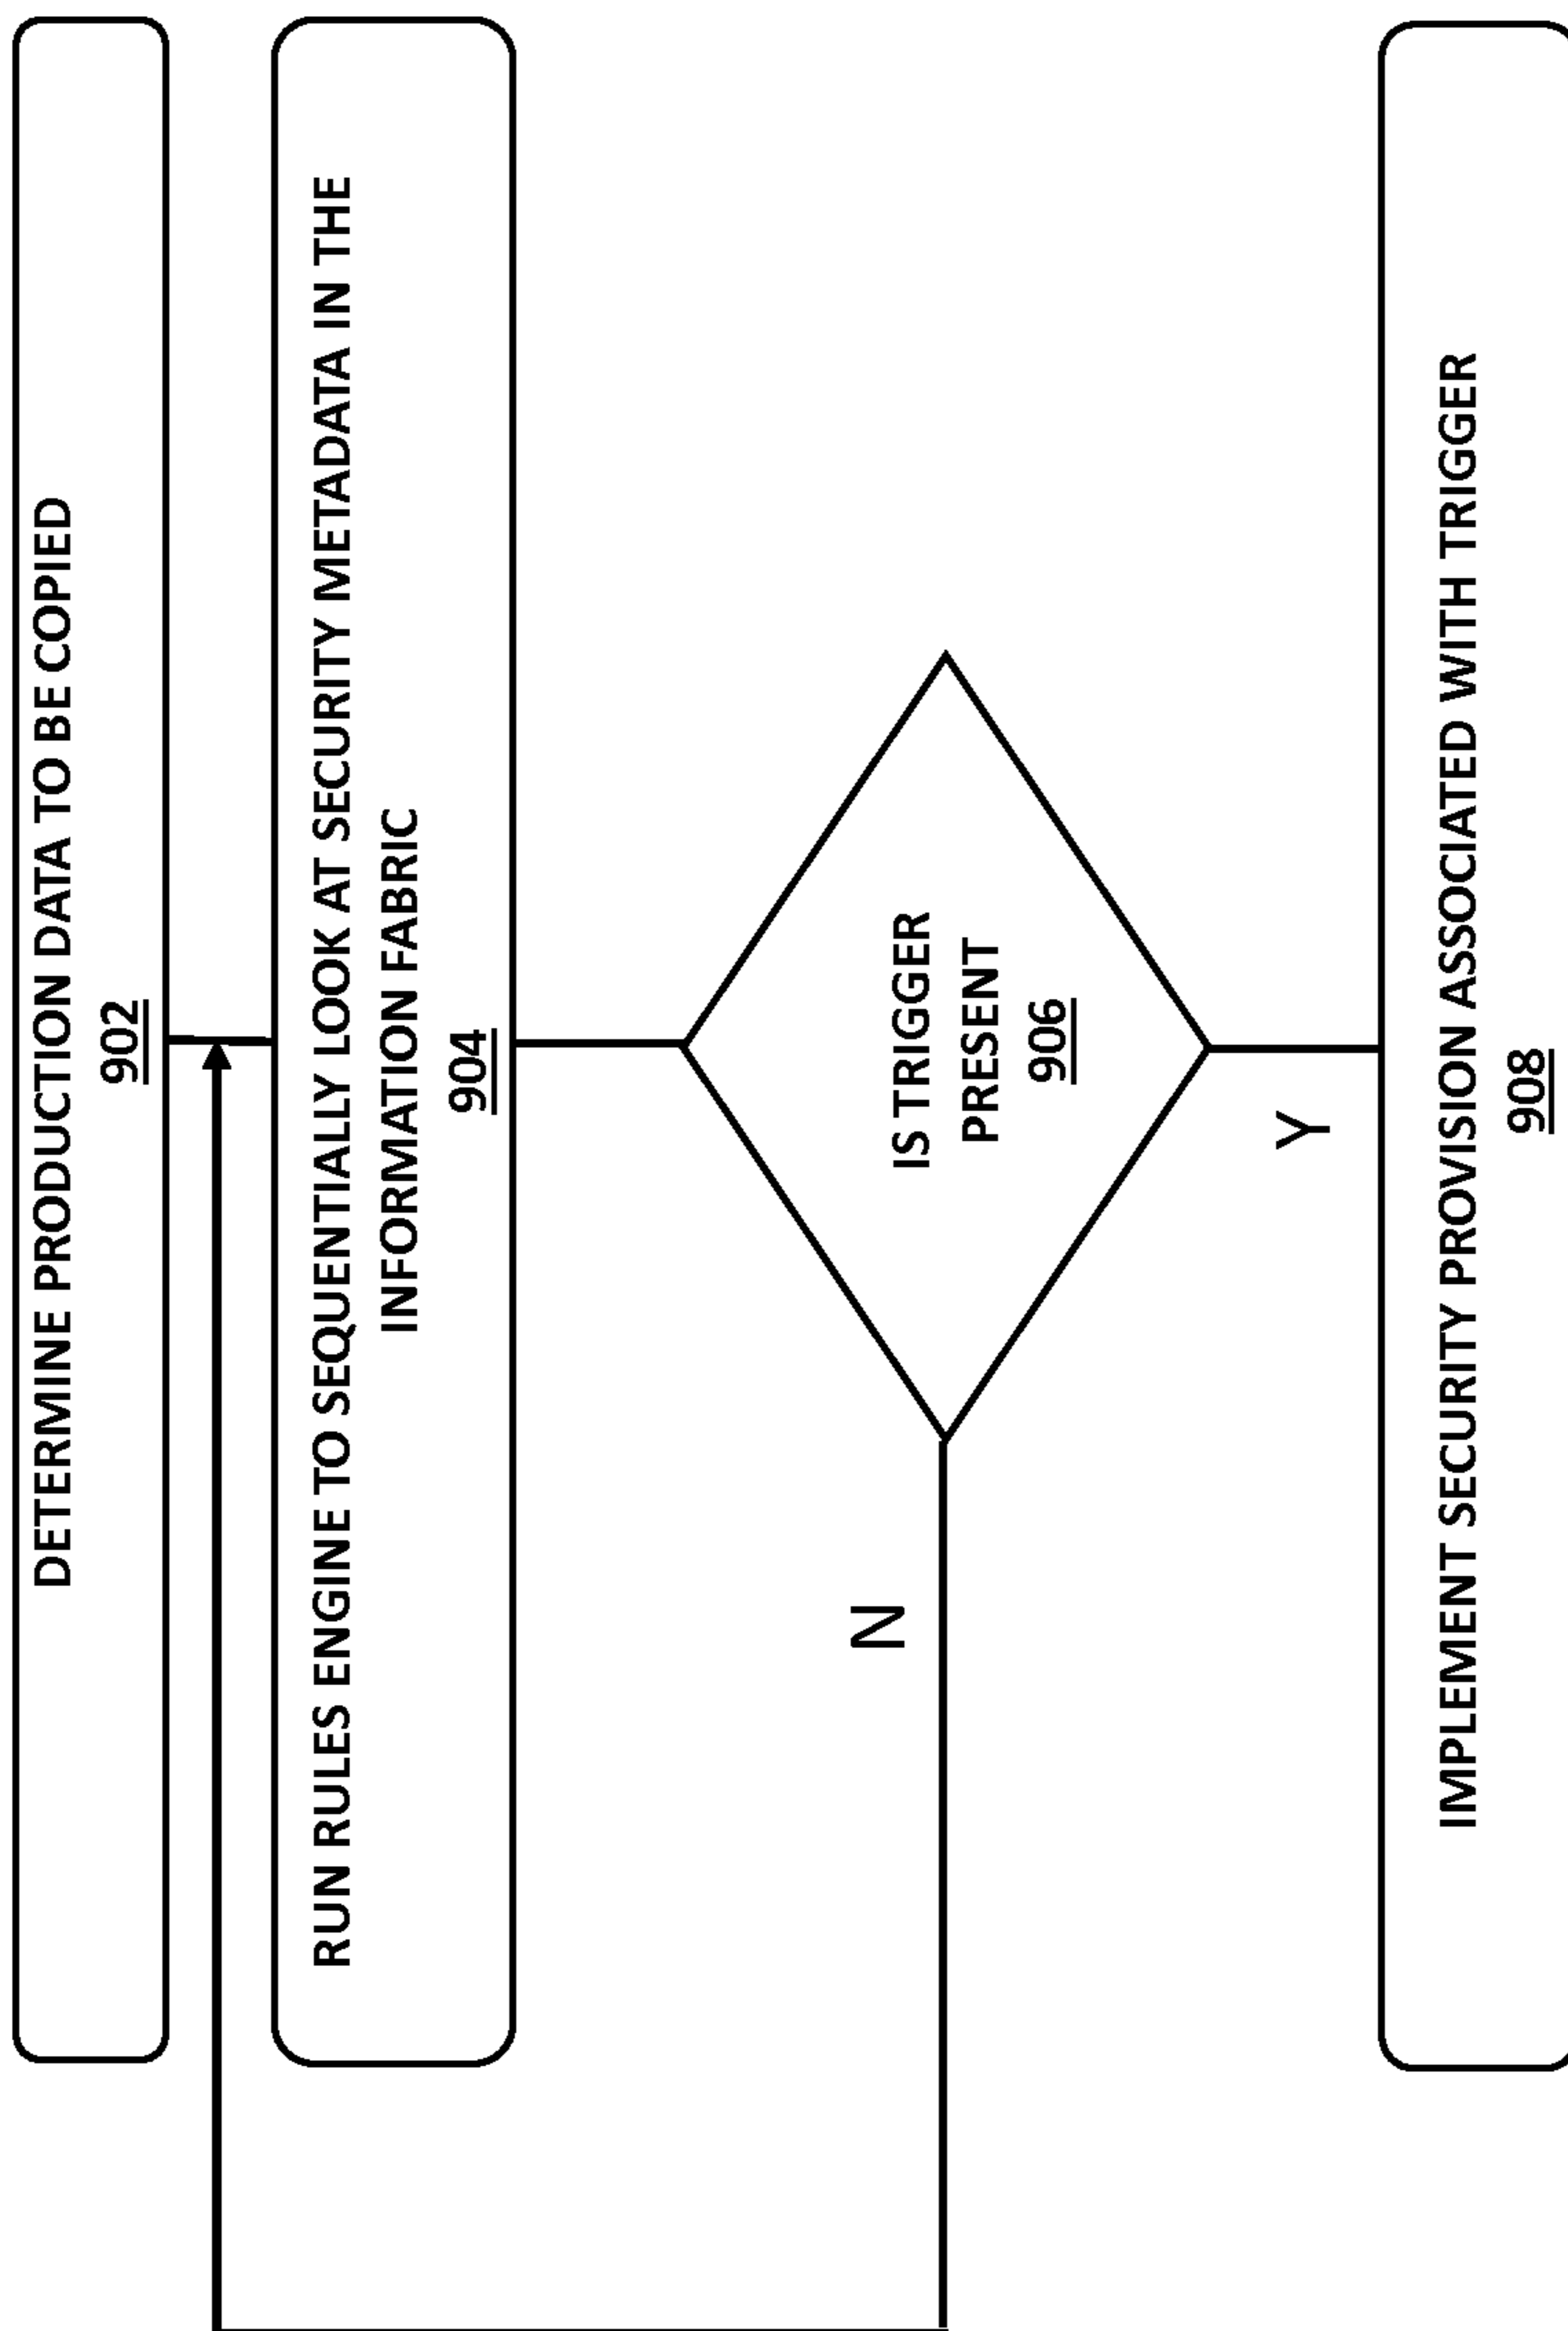 DETERMINE PRODUCTION DATA TO BE COPIED
902
RUN RULES ENGINE TO SEQUENTIALLY LOOK AT SECURITY METADATA IN THE
INFORMATION FABRIC
904
IS TRIGGER
PRESENT
906
N
Y
IMPLEMENT SECURITY PROVISION ASSOCIATED WITH TRIGGER
908